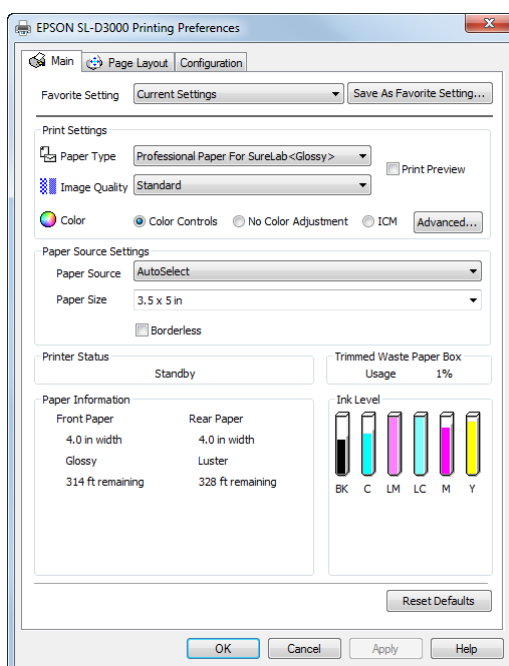 EPSON SL-D3000 Printing Preferences
Main Page Layout Configuration
Favorite Setting Current Settings Save As Favorite Setting...
Print Settings
Paper Type Professional Paper For SureLab<Glossy> Print Preview
Image Quality Standard
Color Color Controls No Color Adjustment ICM Advanced...
Paper Source Settings
Paper Source AutoSelect
Paper Size 3.5 x 5 in
Borderless
Printer Status Trimmed Waste Paper Box
Standby Usage 1%
Paper Information Ink Level
Front Paper Rear Paper
4.0 in width 4.0 in width
Glossy Luster
314 ft remaining 328 ft remaining
BK C LM LC M Y
Reset Defaults
OK Cancel Apply Help